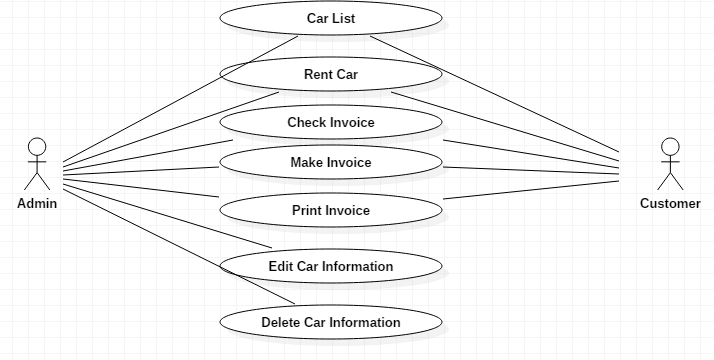 Car List
Rent Car
Check Invoice
Make Invoice
Print Invoice
Admin
Customer
Edit Car Information
Delete Car Information